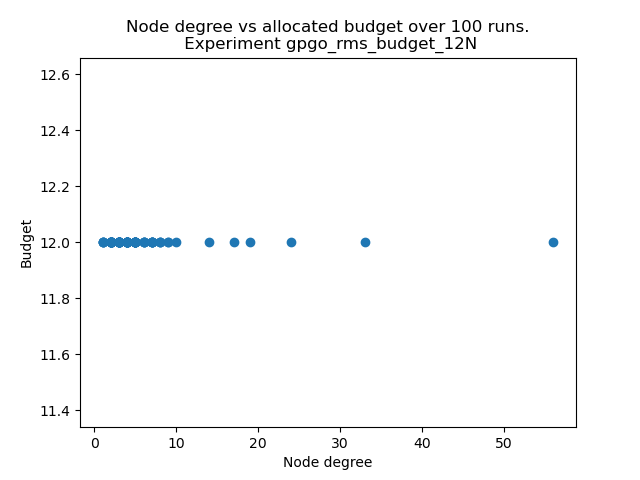 Node degree vs allocated budget over 100 runs.
Experiment gpgo_rms_budget_12N
12.6
12.4
12.2
12.0
11.8
11.6
11.4
Budget
0 10 20 30 40 50
Node degree